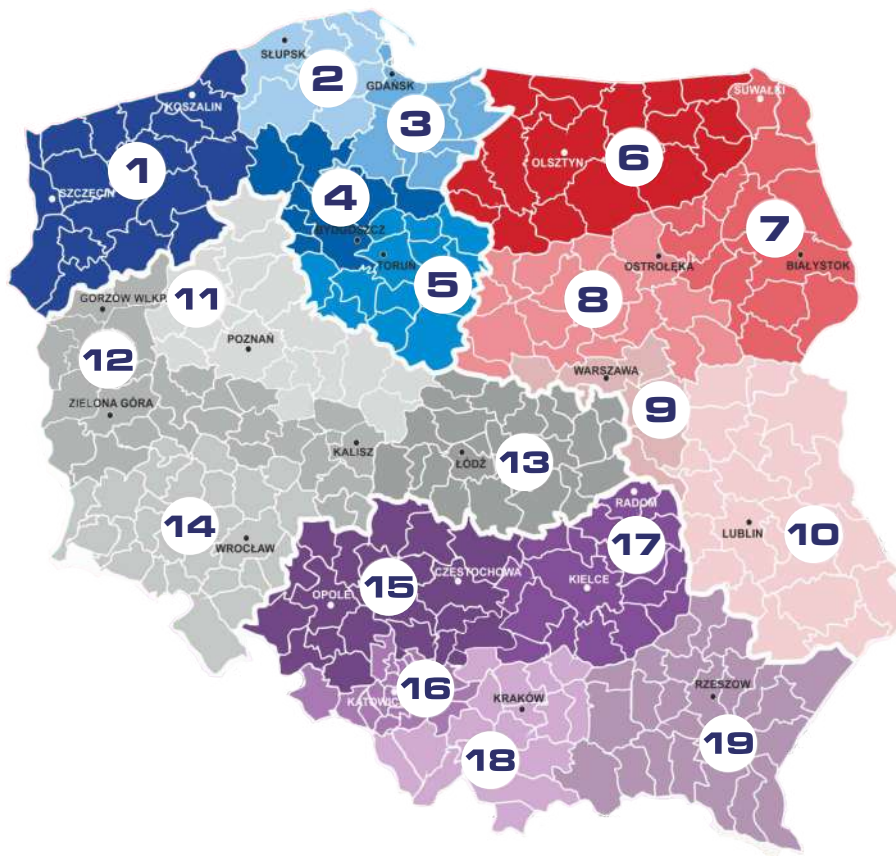 SŁUPSK
2
GDAŃSK
KOSZALIN
3
SUWAŁKI
1
6
OLSZTYN
SZCZECIN
4
BYDGOSZCZ
7
TORUŃ
OSTROŁĘKA
BIAŁYSTOK
5
11
8
GORZÓW WLKP.
POZNAŃ
12
WARSZAWA
ZIELONA GÓRA
9
KALISZ
ŁÓDŹ
13
RADOM
14
LUBLIN
10
WROCŁAW
17
CZĘSTOCHOWA
15
KIELCE
OPOLE
16
KATOWICE
KRAKÓW
RZESZÓW
18
19